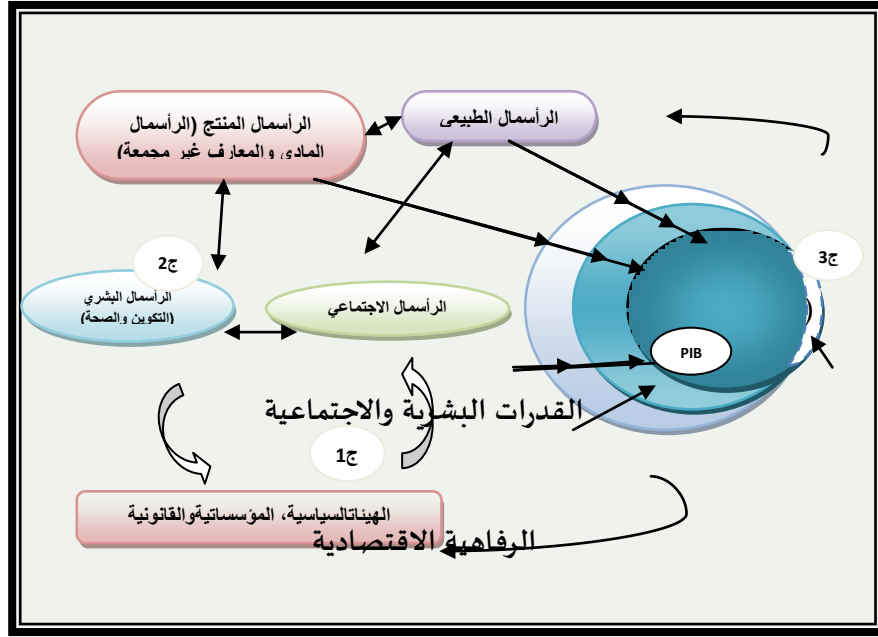 الرأسمال الطبيعي
الرأسمال المنتج (الرأسمال
المادي والمعارف غير مجمعة)
ج2
ج3
الرأسمال البشري
(التكوين والصحة)
الرأسمال الاجتماعي
PIB
القدرات البشرية والاجتماعية
ج1
الهيئاتالسياسية، المؤسساتيةوالقانونية
الرفاهية الاقتصادية